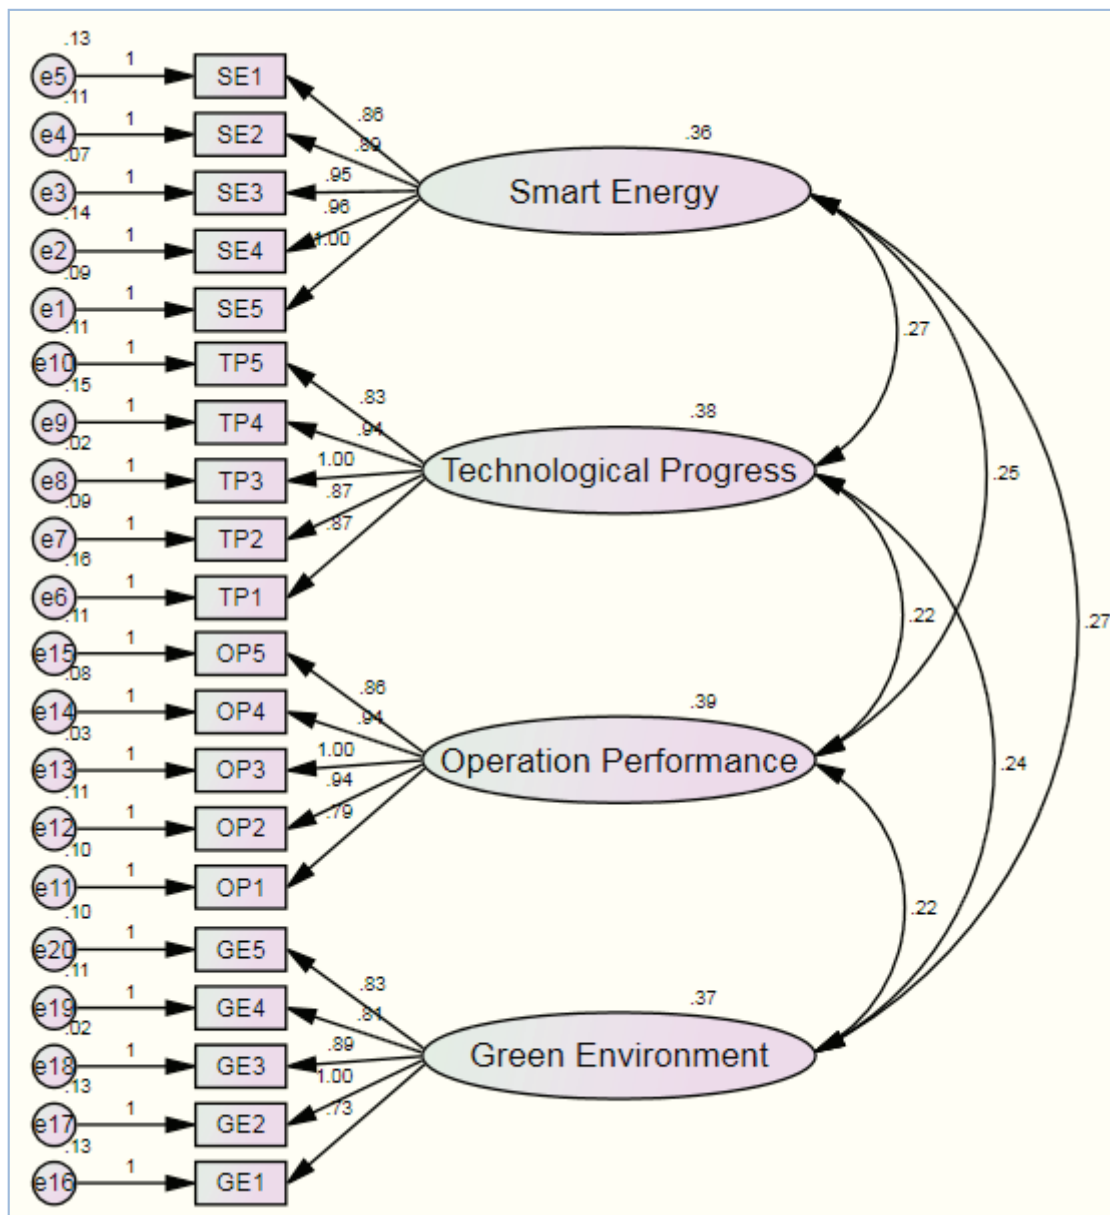 .13
e5 1 SE1
.86
.11
e4 1 SE2
.89
.36
.07
e3 1 SE3
.95
Smart Energy
.14
.96
e2 1 SE4
1.00
.09
e1 1 SE5
.27
.11
e10 1 TP5
.83
.15
e9 1 TP4
.94
.38
.02
e8 1 TP3
1.00
Technological Progress
.25
.09
.87
e7 1 TP2
.87
.16
e6 1 TP1
.22
.27
.11
e15 1 OP5
.86
.08
e14 1 OP4
.94
.39
.03
e13 1 OP3
1.00
Operation Performance
.24
.11
.94
e12 1 OP2
.79
.10
e11 1 OP1
.22
.10
e20 1 GE5
.83
.11
e19 1 GE4
.81
.37
.02
e18 1 GE3
.89
Green Environment
.13
1.00
e17 1 GE2
.73
.13
e16 1 GE1